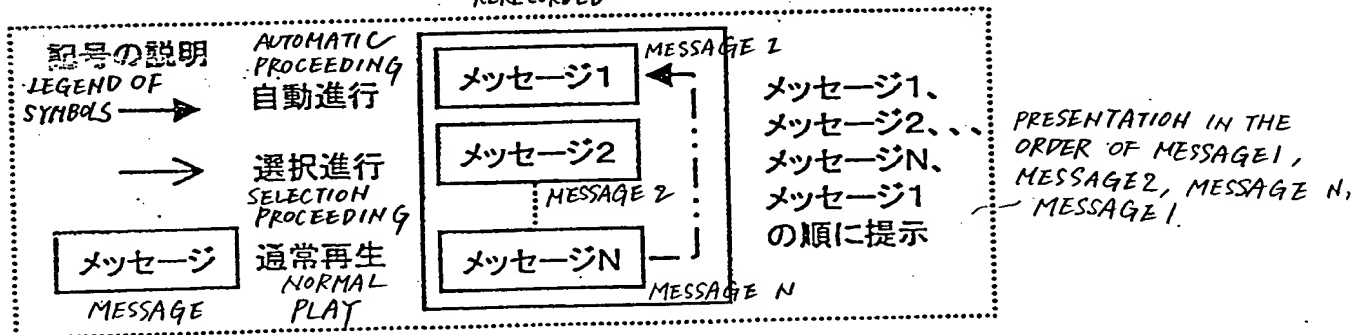 RERECORDED
記号の説明
LEGEND OF
SYMBOLS
AUTOMATIC
PROCEEDING
自動進行
選択進行
SELECTION
PROCEEDING
メッセージ
MESSAGE
通常再生
NORMAL
PLAY
メッセージ1
MESSAGE 1
メッセージ2
MESSAGE 2
メッセージN
MESSAGE N
メッセージ1、
メッセージ2、、、
メッセージN、
メッセージ1
の順に提示
PRESENTATION IN THE
ORDER OF MESSAGE1,
MESSAGE2, MESSAGE N,
MESSAGE1.